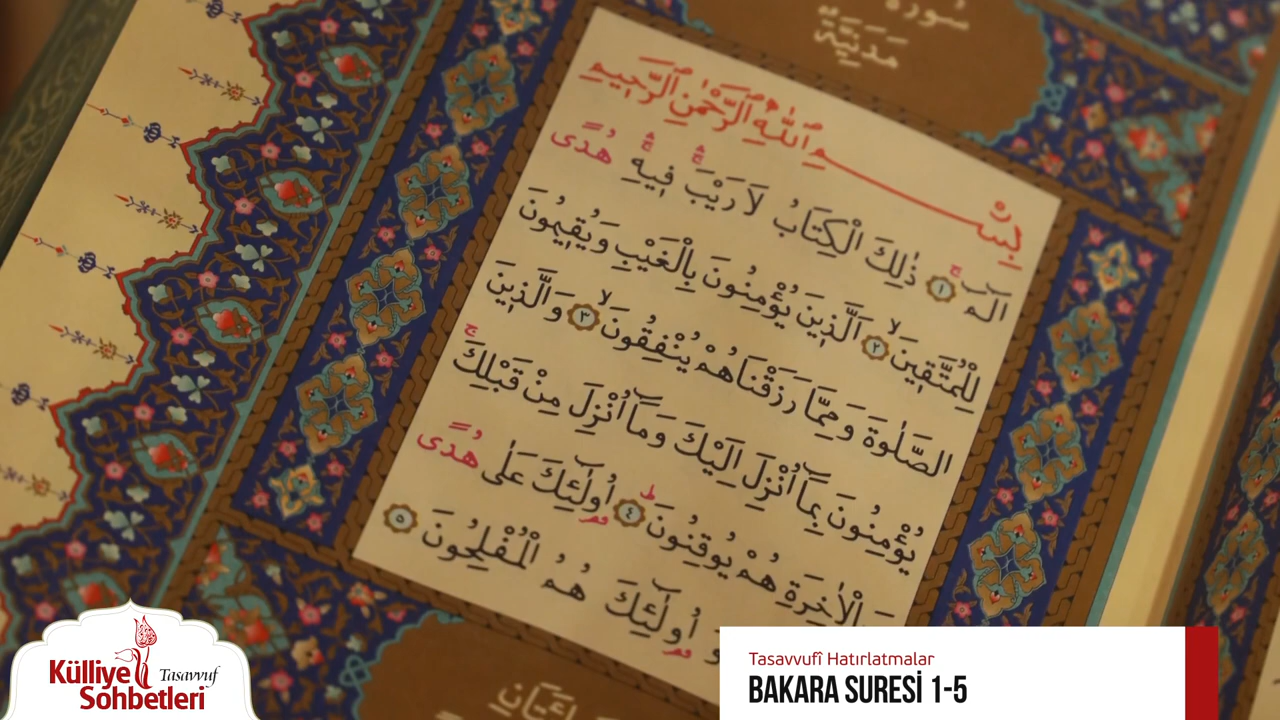 سُورَةُ
مَدَنِيَّة
بِسْــــمِ اللّٰهِ الرَّحْمٰنِ الرَّحِيمِ
الٓمٓ ۚ ١ ذٰلِكَ الْكِتَابُ لَا رَيْبَ ۚۛ فِيهِ ۚۛ هُدًى
لِلْمُتَّقِينَ ۙ ٢ اَلَّذِينَ يُؤْمِنُونَ بِالْغَيْبِ وَيُقِيمُونَ
الصَّلٰوةَ وَمِمَّا رَزَقْنَاهُمْ يُنْفِقُونَ ۙ ٣ وَالَّذِينَ
يُؤْمِنُونَ بِمَٓا اُنْزِلَ اِلَيْكَ وَمَٓا اُنْزِلَ مِنْ قَبْلِكَ ۚ
وَبِالْاٰخِرَةِ هُمْ يُوقِنُونَ ۜ ٤ اُو۬لٰٓئِكَ عَلٰى هُدًى
اُو۬لٰٓئِكَ هُمُ الْمُفْلِحُونَ ٥
Külliye
Tasavvuf
Sohbetleri
Tasavvufî Hatırlatmalar
BAKARA SURESİ 1-5